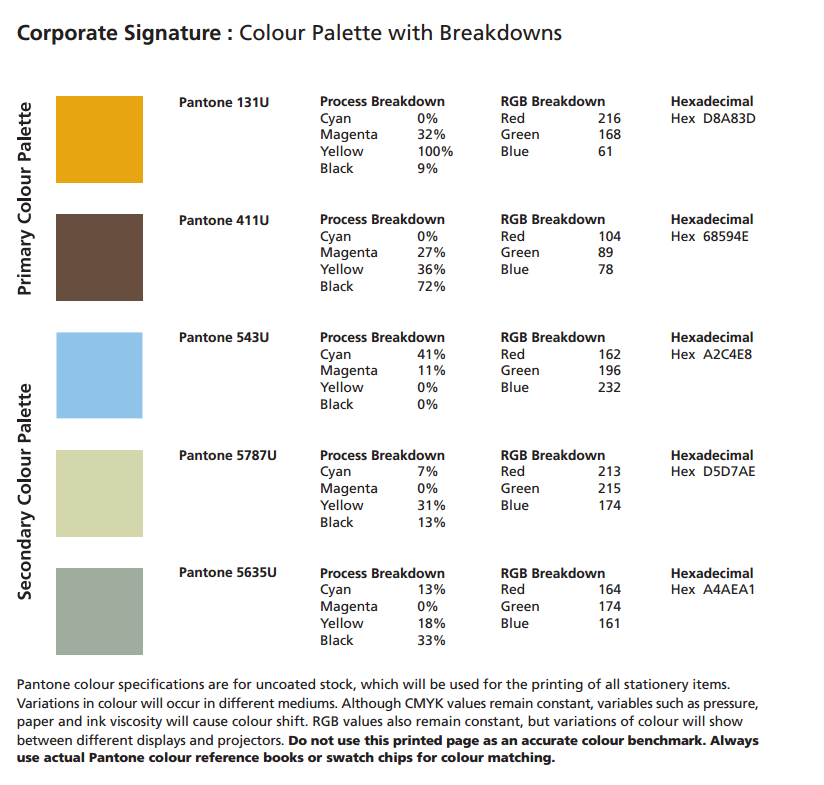 Corporate Signature : Colour Palette with Breakdowns
Primary Colour Palette
Pantone 131U Process Breakdown RGB Breakdown Hexadecimal
Cyan 0% Red 216 Hex D8A83D
Magenta 32% Green 168
Yellow 100% Blue 61
Black 9%
Pantone 411U Process Breakdown RGB Breakdown Hexadecimal
Cyan 0% Red 104 Hex 68594E
Magenta 27% Green 89
Yellow 36% Blue 78
Black 72%
Secondary Colour Palette
Pantone 543U Process Breakdown RGB Breakdown Hexadecimal
Cyan 41% Red 162 Hex A2C4E8
Magenta 11% Green 196
Yellow 0% Blue 232
Black 0%
Pantone 5787U Process Breakdown RGB Breakdown Hexadecimal
Cyan 7% Red 213 Hex D5D7AE
Magenta 0% Green 215
Yellow 31% Blue 174
Black 13%
Pantone 5635U Process Breakdown RGB Breakdown Hexadecimal
Cyan 13% Red 164 Hex A4AEA1
Magenta 0% Green 174
Yellow 18% Blue 161
Black 33%
Pantone colour specifications are for uncoated stock, which will be used for the printing of all stationery items.
Variations in colour will occur in different mediums. Although CMYK values remain constant, variables such as pressure,
paper and ink viscosity will cause colour shift. RGB values also remain constant, but variations of colour will show
between different displays and projectors. Do not use this printed page as an accurate colour benchmark. Always
use actual Pantone colour reference books or swatch chips for colour matching.